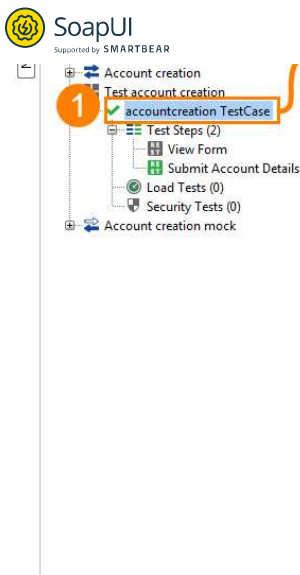 SoapUI
Supported by SMARTBEAR
Account creation
Test account creation
1
accountcreation TestCase
Test Steps (2)
View Form
Submit Account Details
Load Tests (0)
Security Tests (0)
Account creation mock